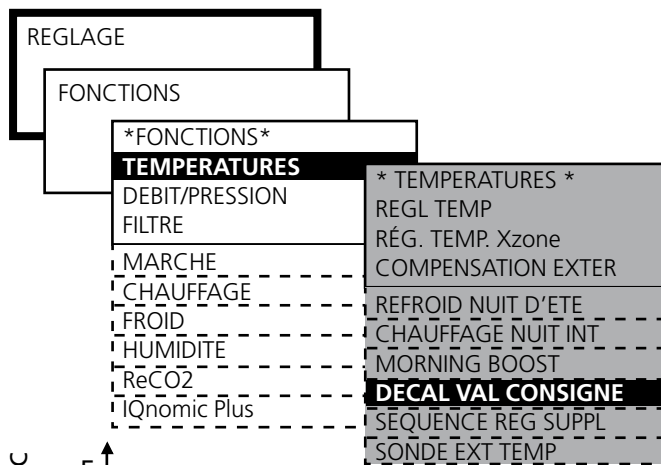 REGLAGE
FONCTIONS
*FONCTIONS*
TEMPERATURES
DEBIT/PRESSION
FILTRE
MARCHE
CHAUFFAGE
FROID
HUMIDITE
ReCO2
IQnomic Plus
* TEMPERATURES *
REGL TEMP
RÉG. TEMP. Xzone
COMPENSATION EXTER
REFROID NUIT D'ETE
CHAUFFAGE NUIT INT
MORNING BOOST
DECAL VAL CONSIGNE
SEQUENCE REG SUPPL
SONDE EXT TEMP